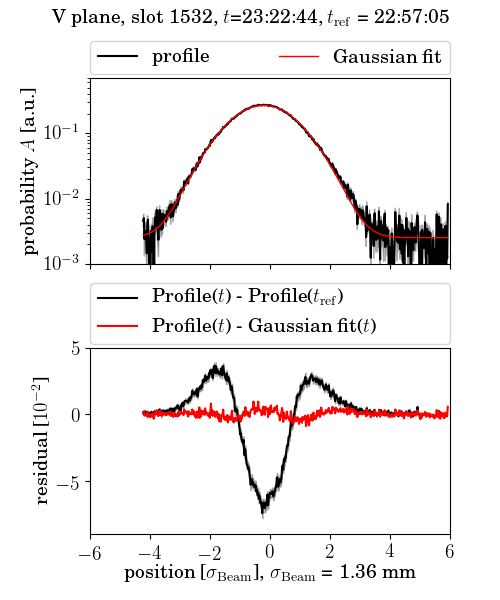 V plane, slot 1532, t=23:22:44, t_ref = 22:57:05
profile
Gaussian fit
probability A [a.u.]
10^{-1}
10^{-2}
10^{-3}
Profile(t) - Profile(t_ref)
Profile(t) - Gaussian fit(t)
residual [10^{-2}]
5
0
−5
−6 −4 −2 0 2 4 6
position [σ_Beam], σ_Beam = 1.36 mm